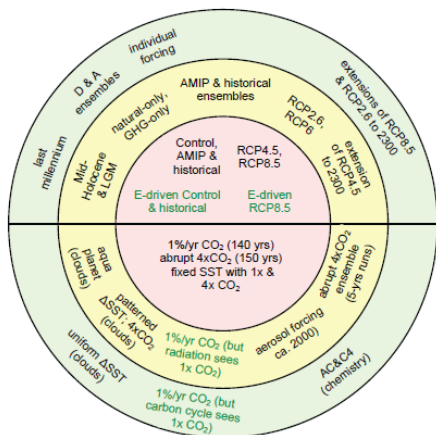 individual
forcing
D & A
ensembles
last
millennium
extensions of RCP8.5
& RCP2.6 to 2300
AMIP & historical
ensembles
natural-only,
GHG-only
Mid-
Holocene
& LGM
RCP2.6,
RCP6
extension
of RCP4.5
to 2300
Control,
AMIP &
historical
RCP4.5,
RCP8.5
E-driven Control
& historical
E-driven
RCP8.5
1%/yr CO₂ (140 yrs)
abrupt 4xCO₂ (150 yrs)
fixed SST with 1x &
4x CO₂
aqua
planet
(clouds)
patterned
ΔSST; 4xCO₂
(clouds)
1%/yr CO₂ (but
radiation sees
1x CO₂)
aerosol forcing
ca. 2000)
abrupt 4xCO₂
ensemble
(5-yrs runs)
uniform ΔSST
(clouds)
1%/yr CO₂ (but
carbon cycle sees
1x CO₂)
AC&C4
(chemistry)